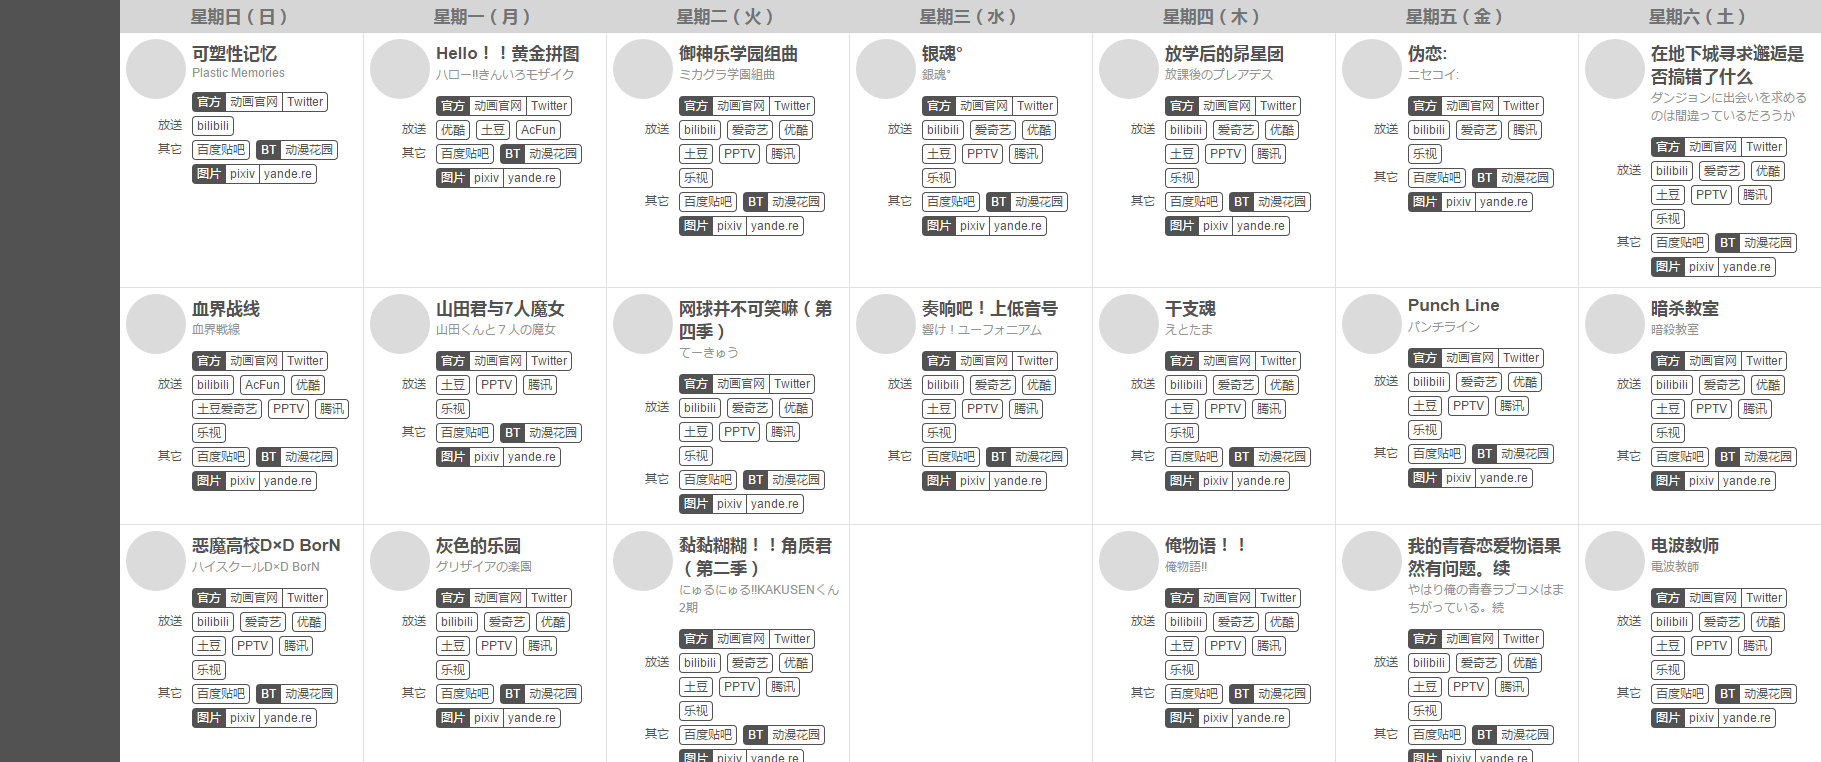 星期日（日）
星期一（月）
星期二（火）
星期三（水）
星期四（木）
星期五（金）
星期六（土）
可塑性记忆
Plastic Memories
官方 动画官网 Twitter
放送 bilibili
其它 百度贴吧 BT 动漫花园
图片 pixiv yande.re
Hello！！黄金拼图
ハロー!!きんいろモザイク
官方 动画官网 Twitter
放送 优酷 土豆 AcFun
其它 百度贴吧 BT 动漫花园
图片 pixiv yande.re
御神乐学园组曲
ミカグラ学園組曲
官方 动画官网 Twitter
放送 bilibili 爱奇艺 优酷
土豆 PPTV 腾讯
乐视
其它 百度贴吧 BT 动漫花园
图片 pixiv yande.re
银魂°
銀魂°
官方 动画官网 Twitter
放送 bilibili 爱奇艺 优酷
土豆 PPTV 腾讯
乐视
其它 百度贴吧 BT 动漫花园
图片 pixiv yande.re
放学后的昴星团
放課後のプレアデス
官方 动画官网 Twitter
放送 bilibili 爱奇艺 优酷
土豆 PPTV 腾讯
乐视
其它 百度贴吧 BT 动漫花园
图片 pixiv yande.re
伪恋:
ニセコイ:
官方 动画官网 Twitter
放送 bilibili 爱奇艺 腾讯
乐视
其它 百度贴吧 BT 动漫花园
图片 pixiv yande.re
在地下城寻求邂逅是
否搞错了什么
ダンジョンに出会いを求める
のは間違っているだろうか
官方 动画官网 Twitter
放送 bilibili 爱奇艺 优酷
土豆 PPTV 腾讯
乐视
其它 百度贴吧 BT 动漫花园
图片 pixiv yande.re
血界战线
血界戦線
官方 动画官网 Twitter
放送 bilibili AcFun 优酷
土豆爱奇艺 PPTV 腾讯
乐视
其它 百度贴吧 BT 动漫花园
图片 pixiv yande.re
山田君与7人魔女
山田くんと７人の魔女
官方 动画官网 Twitter
放送 土豆 PPTV 腾讯
乐视
其它 百度贴吧 BT 动漫花园
图片 pixiv yande.re
网球并不可笑嘛（第
四季）
てーきゅう
官方 动画官网 Twitter
放送 bilibili 爱奇艺 优酷
土豆 PPTV 腾讯
乐视
其它 百度贴吧 BT 动漫花园
图片 pixiv yande.re
奏响吧！上低音号
響け！ユーフォニアム
官方 动画官网 Twitter
放送 bilibili 爱奇艺 优酷
土豆 PPTV 腾讯
乐视
其它 百度贴吧 BT 动漫花园
图片 pixiv yande.re
干支魂
えとたま
官方 动画官网 Twitter
放送 bilibili 爱奇艺 优酷
土豆 PPTV 腾讯
乐视
其它 百度贴吧 BT 动漫花园
图片 pixiv yande.re
Punch Line
パンチライン
官方 动画官网 Twitter
放送 bilibili 爱奇艺 优酷
土豆 PPTV 腾讯
乐视
其它 百度贴吧 BT 动漫花园
图片 pixiv yande.re
暗杀教室
暗殺教室
官方 动画官网 Twitter
放送 bilibili 爱奇艺 优酷
土豆 PPTV 腾讯
乐视
其它 百度贴吧 BT 动漫花园
图片 pixiv yande.re
恶魔高校D×D BorN
ハイスクールD×D BorN
官方 动画官网 Twitter
放送 bilibili 爱奇艺 优酷
土豆 PPTV 腾讯
乐视
其它 百度贴吧 BT 动漫花园
图片 pixiv yande.re
灰色的乐园
グリザイアの楽園
官方 动画官网 Twitter
放送 bilibili 爱奇艺 优酷
土豆 PPTV 腾讯
乐视
其它 百度贴吧 BT 动漫花园
图片 pixiv yande.re
黏黏糊糊！！角质君
（第二季）
にゅるにゅる!!KAKUSENくん
2期
官方 动画官网 Twitter
放送 bilibili 爱奇艺 优酷
土豆 PPTV 腾讯
乐视
其它 百度贴吧 BT 动漫花园
图片 pixiv yande.re
俺物语！！
俺物語!!
官方 动画官网 Twitter
放送 bilibili 爱奇艺 优酷
土豆 PPTV 腾讯
乐视
其它 百度贴吧 BT 动漫花园
图片 pixiv yande.re
我的青春恋爱物语果
然有问题。续
やはり俺の青春ラブコメはま
ちがっている。続
官方 动画官网 Twitter
放送 bilibili 爱奇艺 优酷
土豆 PPTV 腾讯
乐视
其它 百度贴吧 BT 动漫花园
图片 pixiv yande.re
电波教师
電波教師
官方 动画官网 Twitter
放送 bilibili 爱奇艺 优酷
土豆 PPTV 腾讯
乐视
其它 百度贴吧 BT 动漫花园
图片 pixiv yande.re